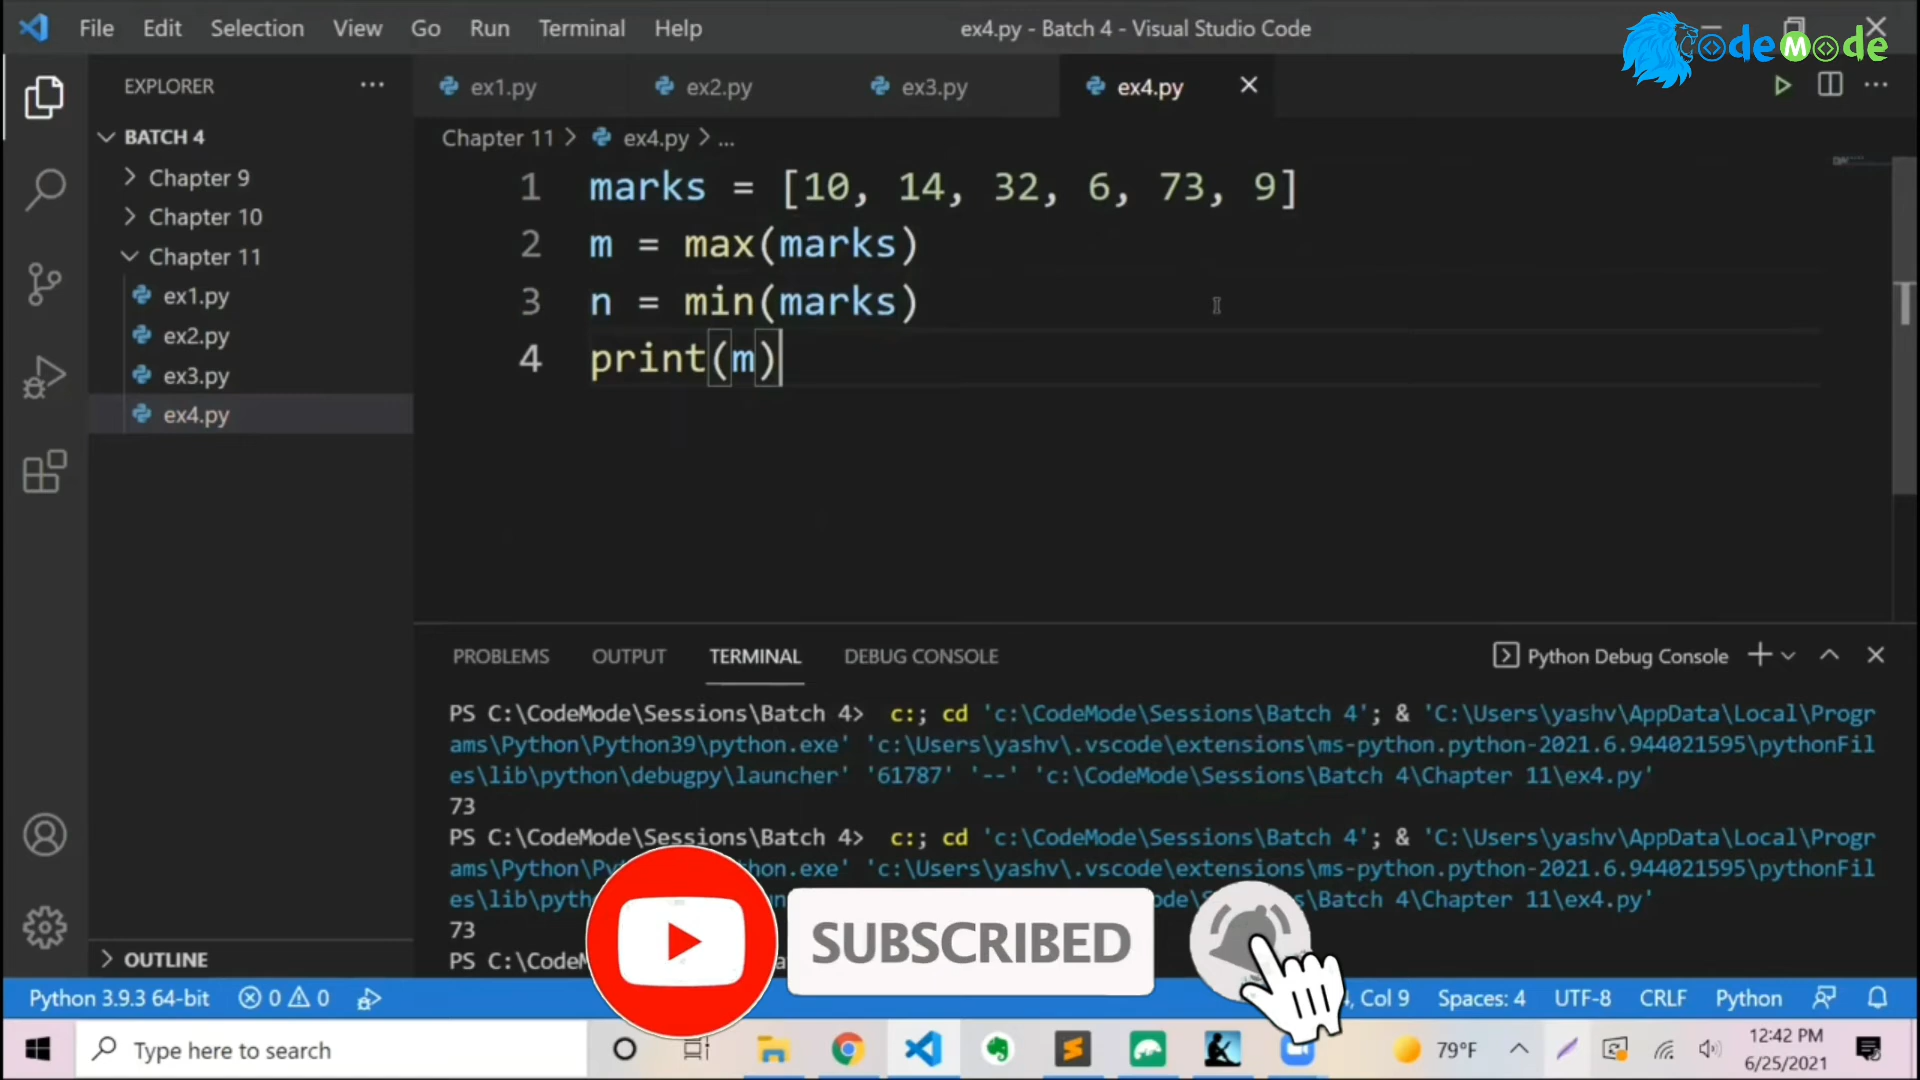 File Edit Selection View Go Run Terminal Help
ex4.py - Batch 4 - Visual Studio Code
CodeMode
EXPLORER
ex1.py ex2.py ex3.py ex4.py
BATCH 4
Chapter 11 > ex4.py > ...
Chapter 9
Chapter 10
Chapter 11
ex1.py
ex2.py
ex3.py
ex4.py
1 marks = [10, 14, 32, 6, 73, 9]
2 m = max(marks)
3 n = min(marks)
4 print(m)
PROBLEMS OUTPUT TERMINAL DEBUG CONSOLE
Python Debug Console
PS C:\CodeMode\Sessions\Batch 4> c:; cd 'c:\CodeMode\Sessions\Batch 4'; & 'C:\Users\yashv\AppData\Local\Progr
ams\Python\Python39\python.exe' 'c:\Users\yashv\.vscode\extensions\ms-python.python-2021.6.944021595\pythonFil
es\lib\python\debugpy\launcher' '61787' '--' 'c:\CodeMode\Sessions\Batch 4\Chapter 11\ex4.py'
73
PS C:\CodeMode\Sessions\Batch 4> c:; cd 'c:\CodeMode\Sessions\Batch 4'; & 'C:\Users\yashv\AppData\Local\Progr
ams\Python\Py hon.exe' 'c:\Users\yashv\.vscode\extensions\ms-python.python-2021.6.944021595\pythonFil
es\lib\pyth ode\S \Batch 4\Chapter 11\ex4.py'
73
PS C:\CodeM
SUBSCRIBED
OUTLINE
Python 3.9.3 64-bit 0 0
, Col 9 Spaces: 4 UTF-8 CRLF Python
Type here to search
79°F
12:42 PM
6/25/2021